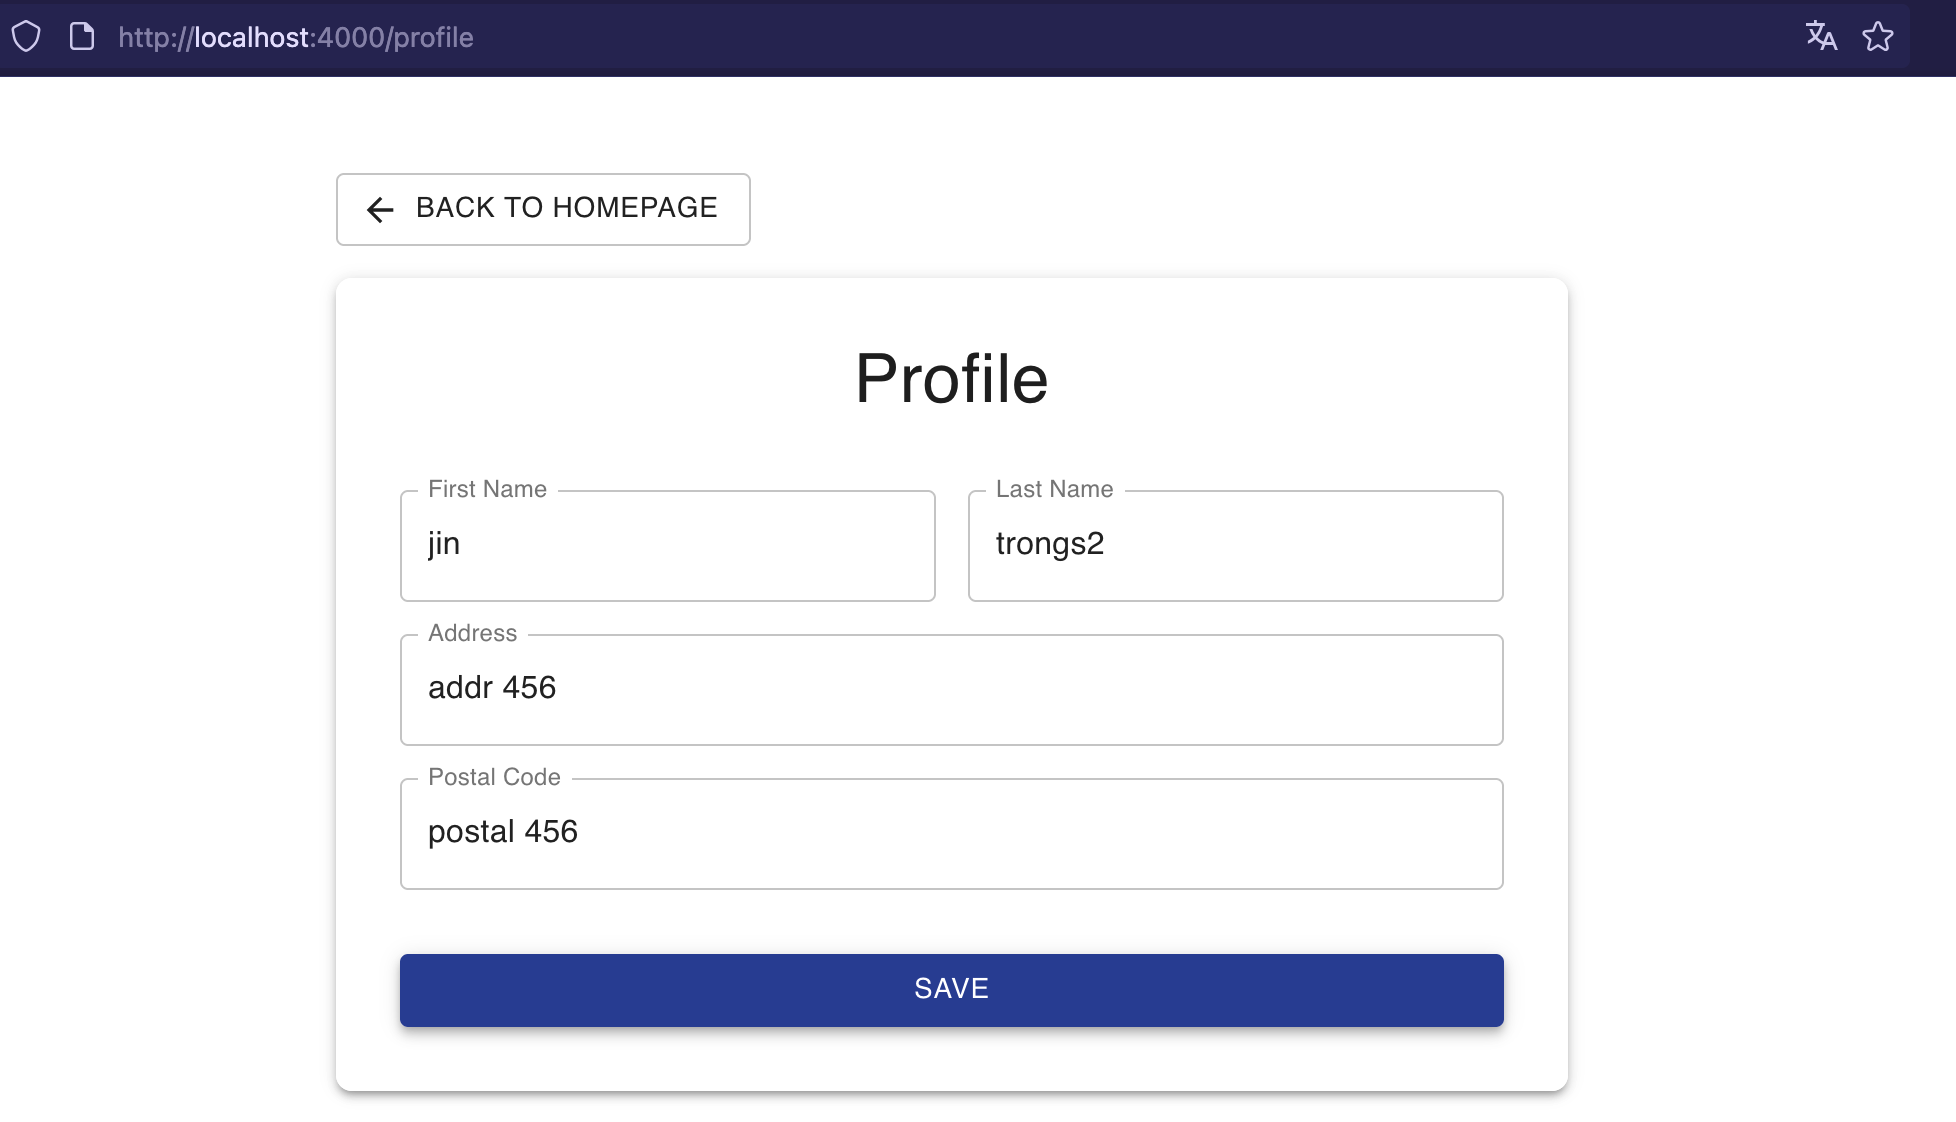 http://localhost:4000/profile
BACK TO HOMEPAGE
Profile
First Name
jin
Last Name
trongs2
Address
addr 456
Postal Code
postal 456
SAVE